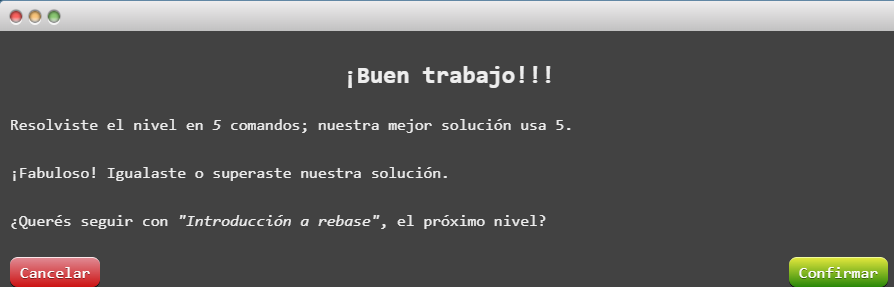 ¡Buen trabajo!!!
Resolviste el nivel en 5 comandos; nuestra mejor solución usa 5.
¡Fabuloso! Igualaste o superaste nuestra solución.
¿Querés seguir con "Introducción a rebase", el próximo nivel?
Cancelar
Confirmar